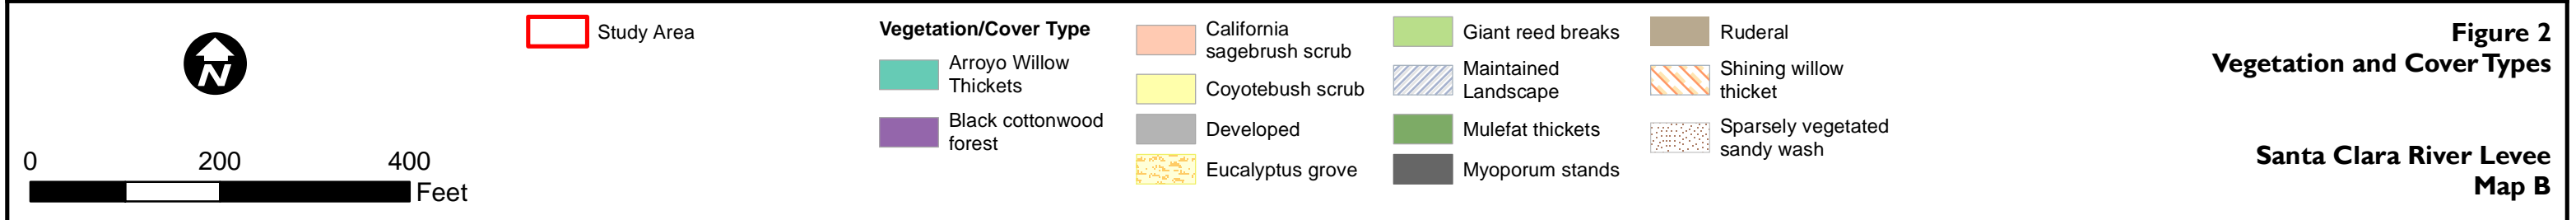 N
0 200 400
Feet
Study Area
Vegetation/Cover Type
Arroyo Willow
Thickets
Black cottonwood
forest
California
sagebrush scrub
Coyotebush scrub
Developed
Eucalyptus grove
Giant reed breaks
Maintained
Landscape
Mulefat thickets
Myoporum stands
Ruderal
Shining willow
thicket
Sparsely vegetated
sandy wash
Figure 2
Vegetation and Cover Types
Santa Clara River Levee
Map B